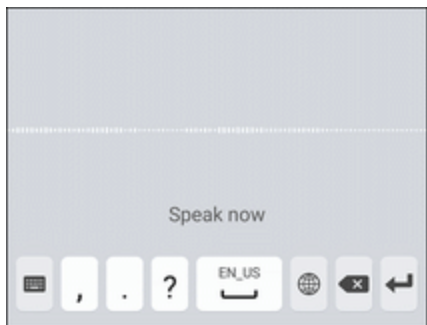 Speak now
, . ? EN_US